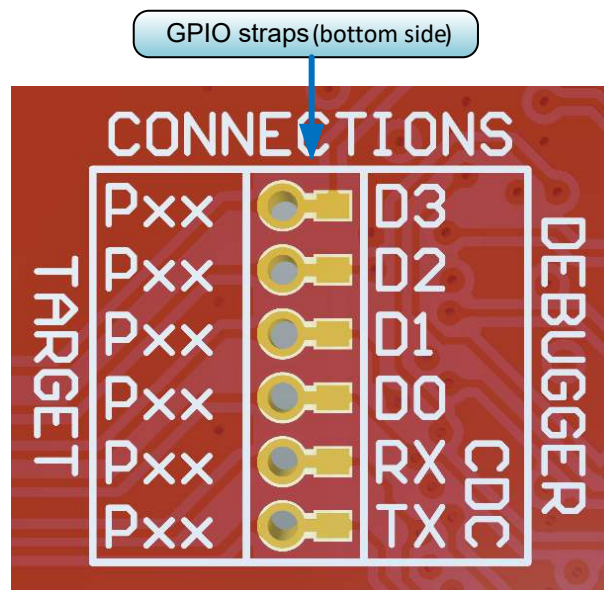 GPIO straps (bottom side)
CONNECTIONS
TARGET
Pxx D3
Pxx D2
Pxx D1
Pxx D0
Pxx RX
Pxx TX
CDC
DEBUGGER